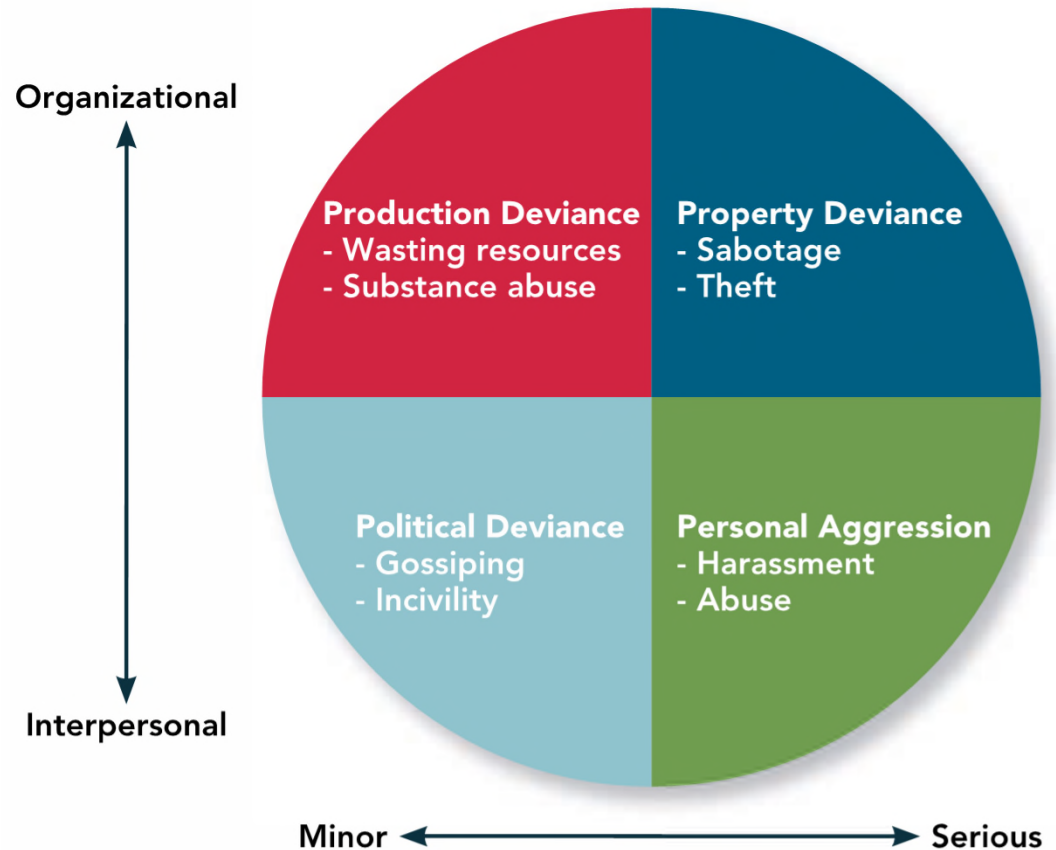 Organizational
Production Deviance
- Wasting resources
- Substance abuse
Property Deviance
- Sabotage
- Theft
Political Deviance
- Gossiping
- Incivility
Personal Aggression
- Harassment
- Abuse
Interpersonal
Minor
Serious